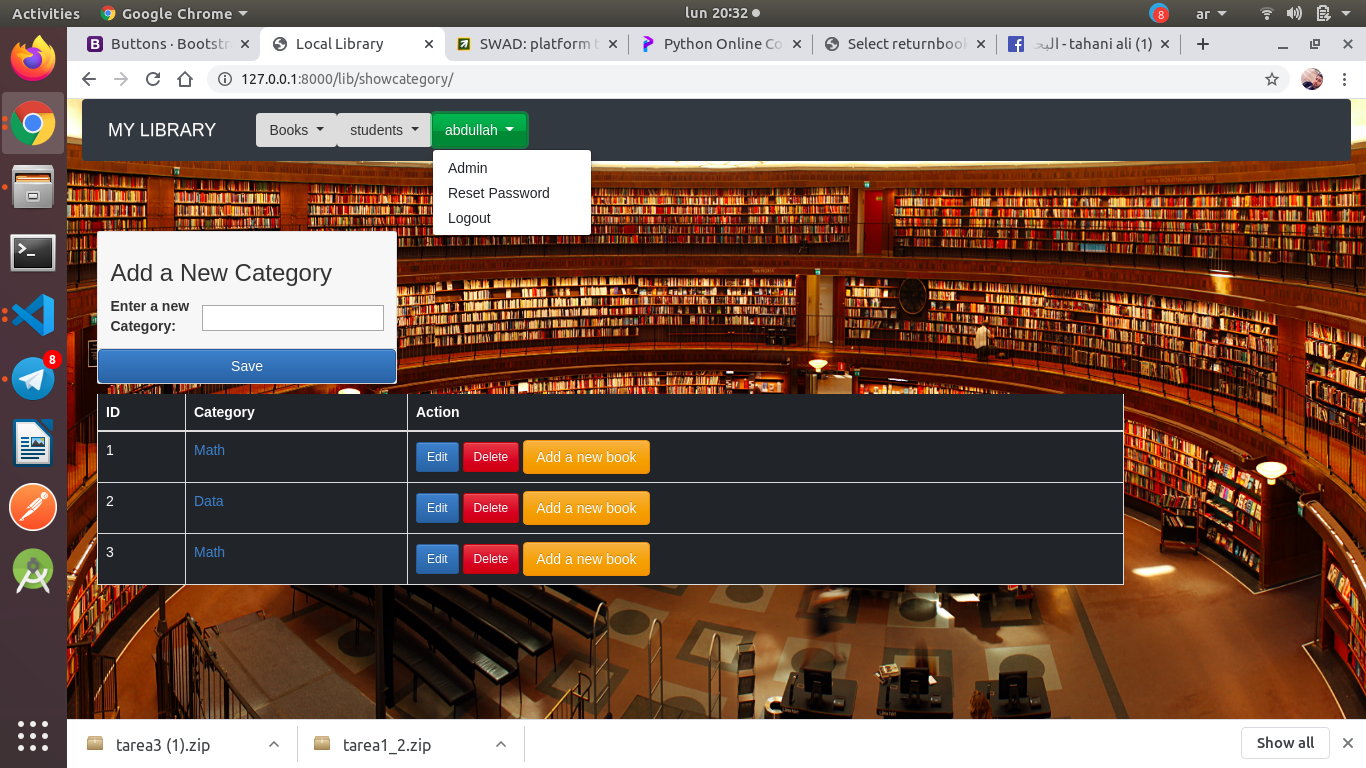 Activities Google Chrome lun 20:32 8 ar
Buttons · Bootstr Local Library SWAD: platform t Python Online Co Select returnboo البحـ - tahani ali (1)
127.0.0.1:8000/lib/showcategory/
MY LIBRARY Books students abdullah
Admin
Reset Password
Logout
Add a New Category
Enter a new
Category:
Save
ID Category Action
1 Math Edit Delete Add a new book
2 Data Edit Delete Add a new book
3 Math Edit Delete Add a new book
8
tarea3 (1).zip tarea1_2.zip Show all